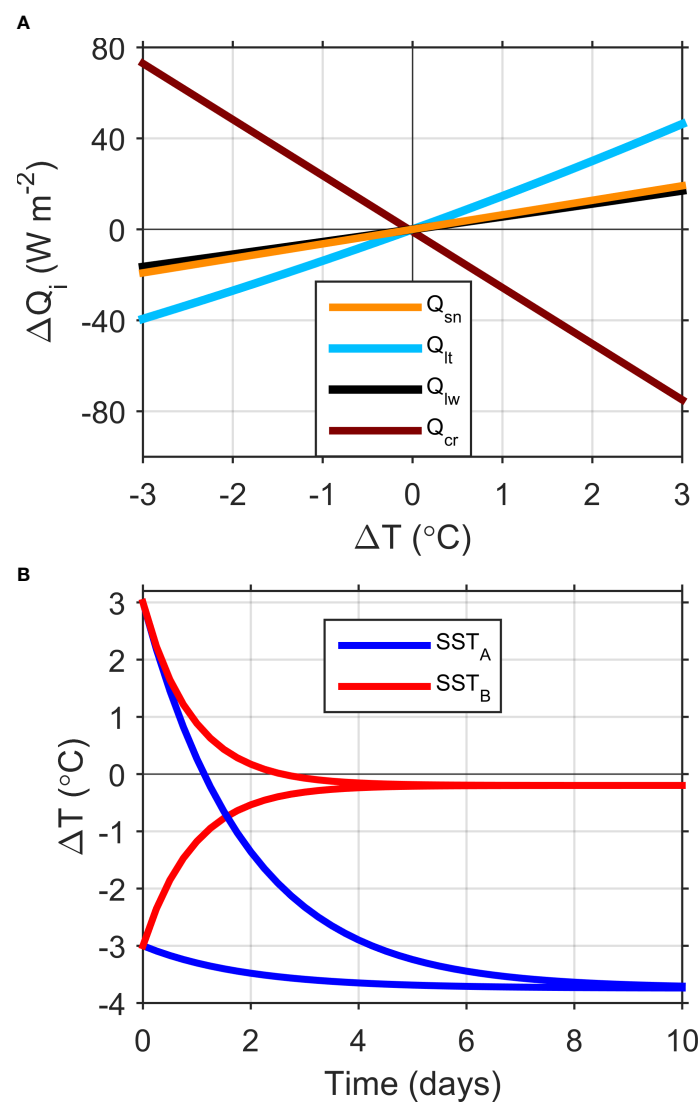 A
80
40
0
-40
-80
ΔQi (W m-2)
Qsn
Qlt
Qlw
Qcr
-3 -2 -1 0 1 2 3
ΔT (°C)
B
3
2
1
0
-1
-2
-3
-4
ΔT (°C)
SSTA
SSTB
0 2 4 6 8 10
Time (days)